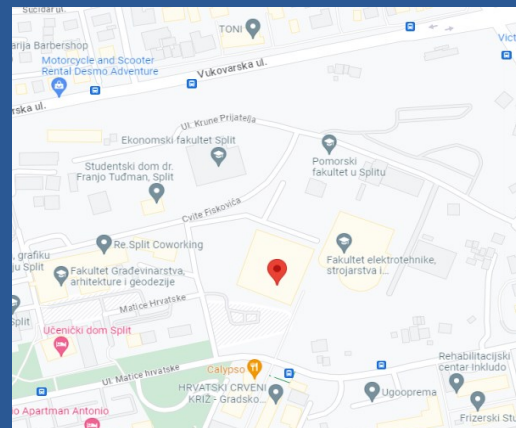 Sućidar ul.
TONI
arija Barbershop
Vict
Motorcycle and Scooter
Rental Desmo Adventure
Vukovarska ul.
rska ul.
Ul. Krune Prijatelja
Ekonomski fakultet Split
Pomorski
fakultet u Splitu
Studentski dom dr.
Franjo Tuđman, Split
Cvite Fiskovića
Re.Split Coworking
, grafiku
ju Split
Fakultet Građevinarstva,
arhitekture i geodezije
Fakultet elektrotehnike,
strojarstva i...
Matice Hrvatske
Split
Učenički dom Split
Ul. Matice hrvatske
Calypso
Rehabilitacijski
centar Inkludo
HRVATSKI CRVENI
KRIŽ - Gradsko...
Ugooprema
o Apartman Antonio
Frizerski Stu